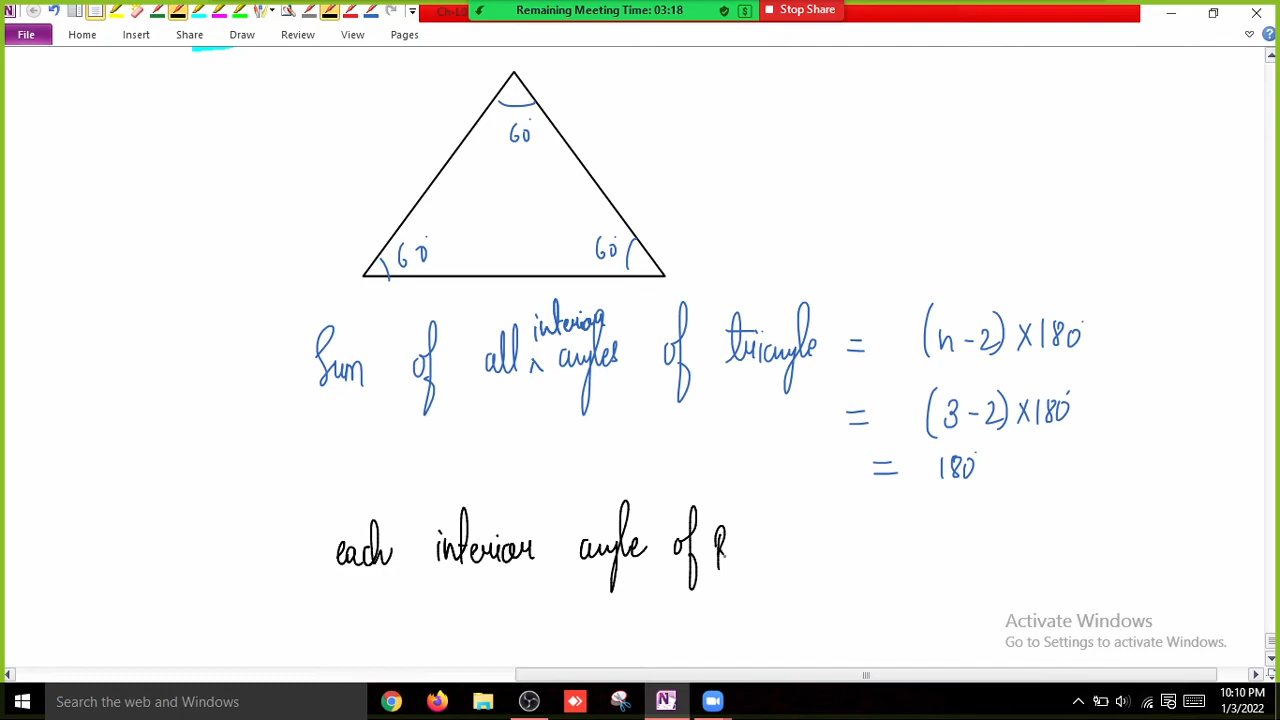 Remaining Meeting Time: 03:18
Stop Share
File Home Insert Share Draw Review View Pages
60°
60° 60°
Sum of all interior angles of triangle = (n-2)×180°
= (3-2)×180°
= 180°
each interior angle of R
Activate Windows
Go to Settings to activate Windows.
Search the web and Windows
10:10 PM
1/3/2022